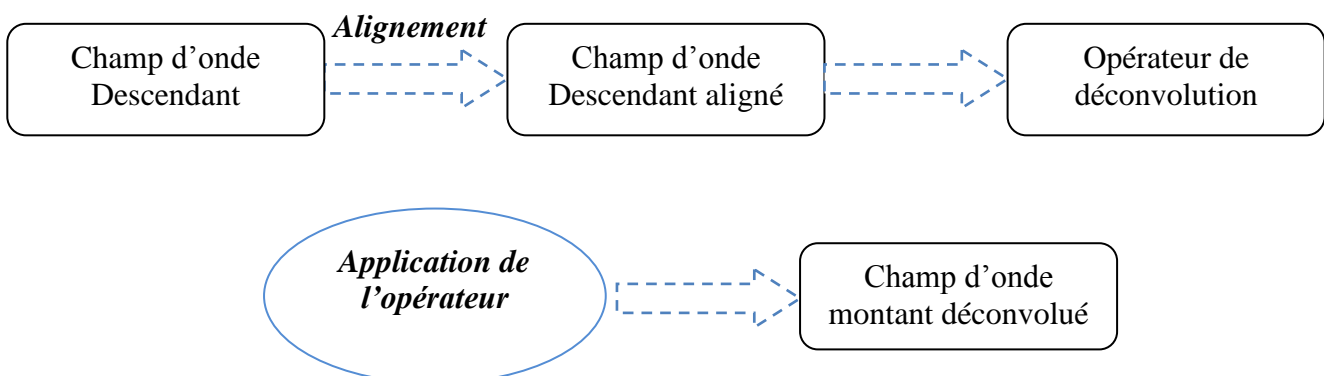 Alignement
Champ d’onde
Descendant
Champ d’onde
Descendant aligné
Opérateur de
déconvolution
Application de
l’opérateur
Champ d’onde
montant déconvolué